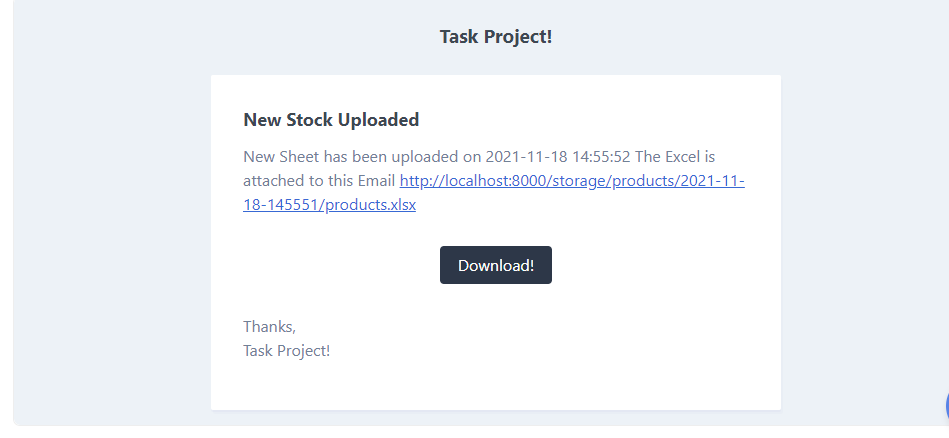 Task Project!
New Stock Uploaded
New Sheet has been uploaded on 2021-11-18 14:55:52 The Excel is
attached to this Email http://localhost:8000/storage/products/2021-11-
18-145551/products.xlsx
Download!
Thanks,
Task Project!